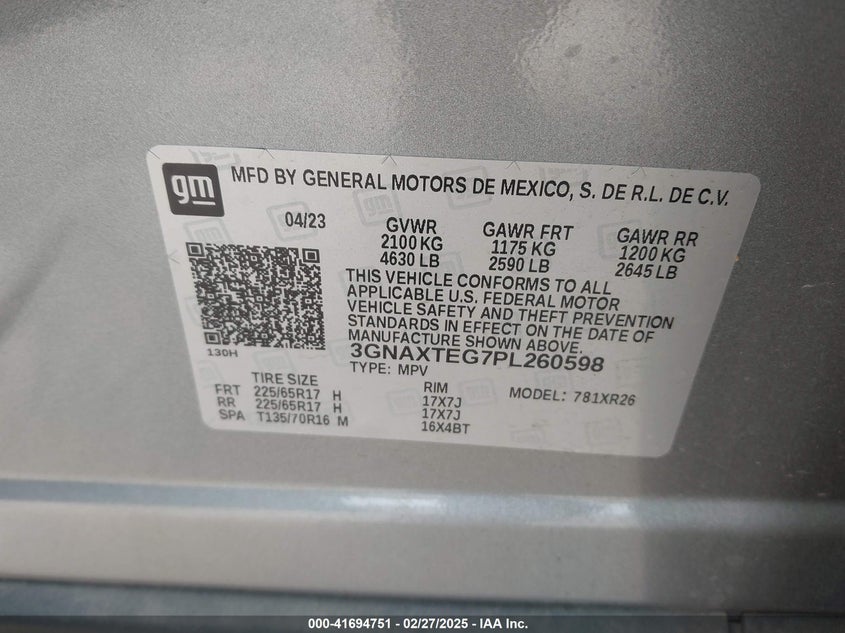 gm
MFD BY GENERAL MOTORS DE MEXICO, S. DE R.L. DE C.V.
04/23 GVWR GAWR FRT GAWR RR
2100 KG 1175 KG 1200 KG
4630 LB 2590 LB 2645 LB
THIS VEHICLE CONFORMS TO ALL
APPLICABLE U.S. FEDERAL MOTOR
VEHICLE SAFETY AND THEFT PREVENTION
STANDARDS IN EFFECT ON THE DATE OF
MANUFACTURE SHOWN ABOVE.
130H
3GNAXTEG7PL260598
TYPE: MPV
TIRE SIZE RIM MODEL: 781XR26
FRT 225/65R17 H 17X7J
RR 225/65R17 H 17X7J
SPA T135/70R16 M 16X4BT
000-41694751 - 02/27/2025 - IAA Inc.